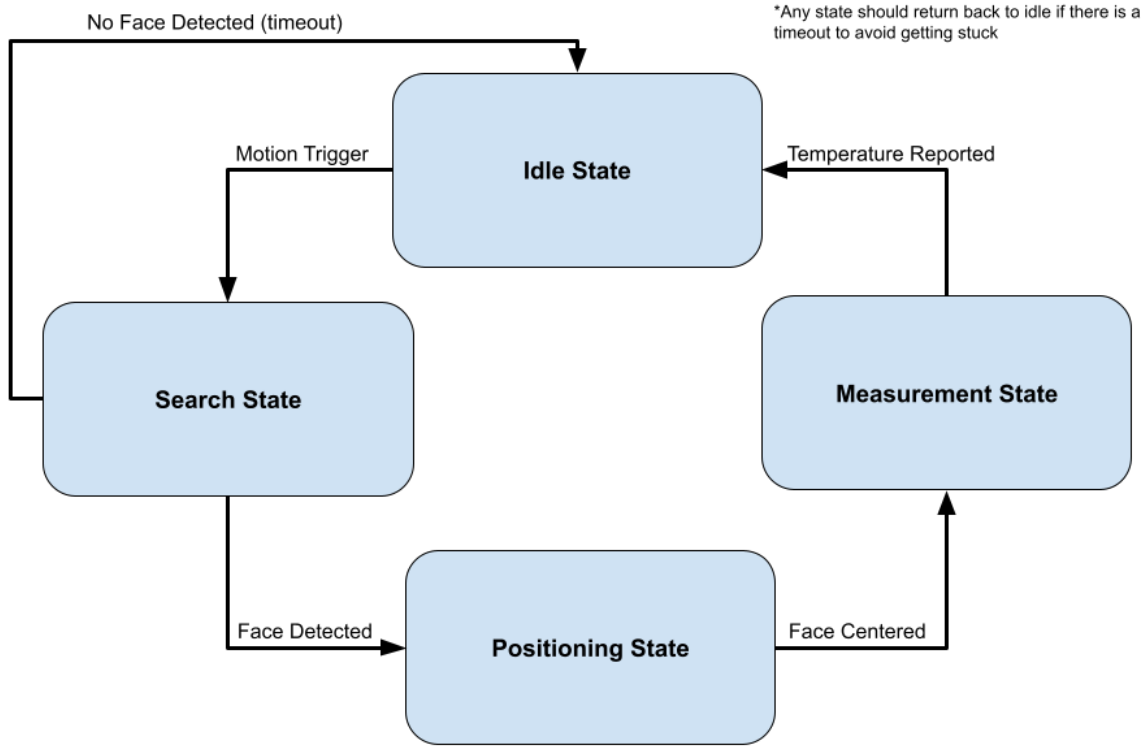 No Face Detected (timeout)
*Any state should return back to idle if there is a
timeout to avoid getting stuck
Motion Trigger
Idle State
Temperature Reported
Search State
Measurement State
Face Detected
Positioning State
Face Centered